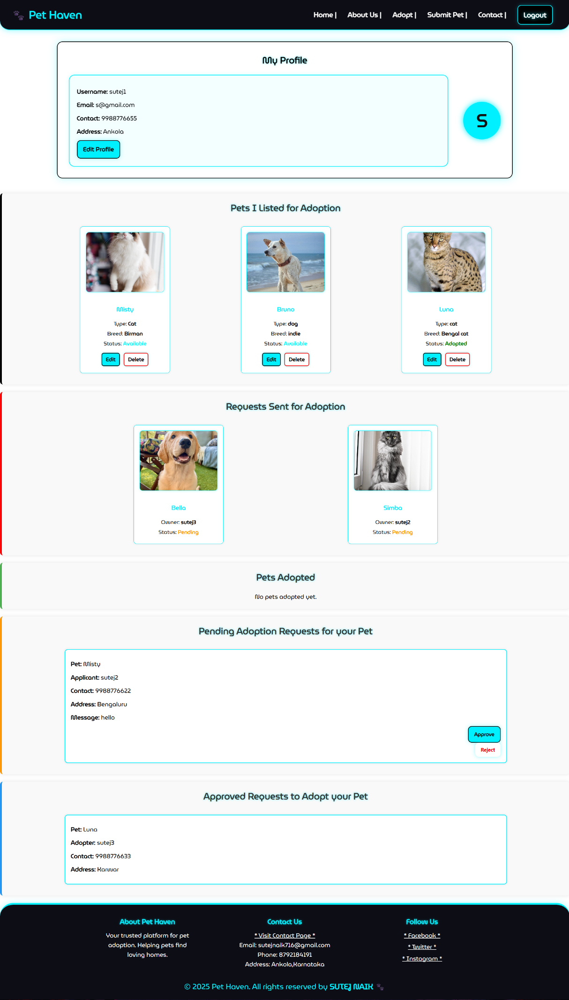 🐾 Pet Haven
Home | About Us | Adopt | Submit Pet | Contact | Logout
My Profile
Username: sutej1
Email: s@gmail.com
Contact: 9988776655
Address: Ankola
Edit Profile
S
Pets I Listed for Adoption
Misty
Type: Cat
Breed: Birman
Status: Available
Edit Delete
Bruno
Type: dog
Breed: indie
Status: Available
Edit Delete
Luna
Type: cat
Breed: Bengal cat
Status: Adopted
Edit Delete
Requests Sent for Adoption
Bella
Owner: sutej3
Status: Pending
Simba
Owner: sutej2
Status: Pending
Pets Adopted
No pets adopted yet.
Pending Adoption Requests for your Pet
Pet: Misty
Applicant: sutej2
Contact: 9988776622
Address: Bengaluru
Message: hello
Approve
Reject
Approved Requests to Adopt your Pet
Pet: Luna
Adopter: sutej3
Contact: 9988776633
Address: Karwar
About Pet Haven
Your trusted platform for pet
adoption. Helping pets find
loving homes.
Contact Us
* Visit Contact Page *
Email: sutejnaik716@gmail.com
Phone: 8792184191
Address: Ankola,Karnataka
Follow Us
* Facebook *
* Twitter *
* Instagram *
© 2025 Pet Haven. All rights reserved by SUTEJ NAIK 🐾